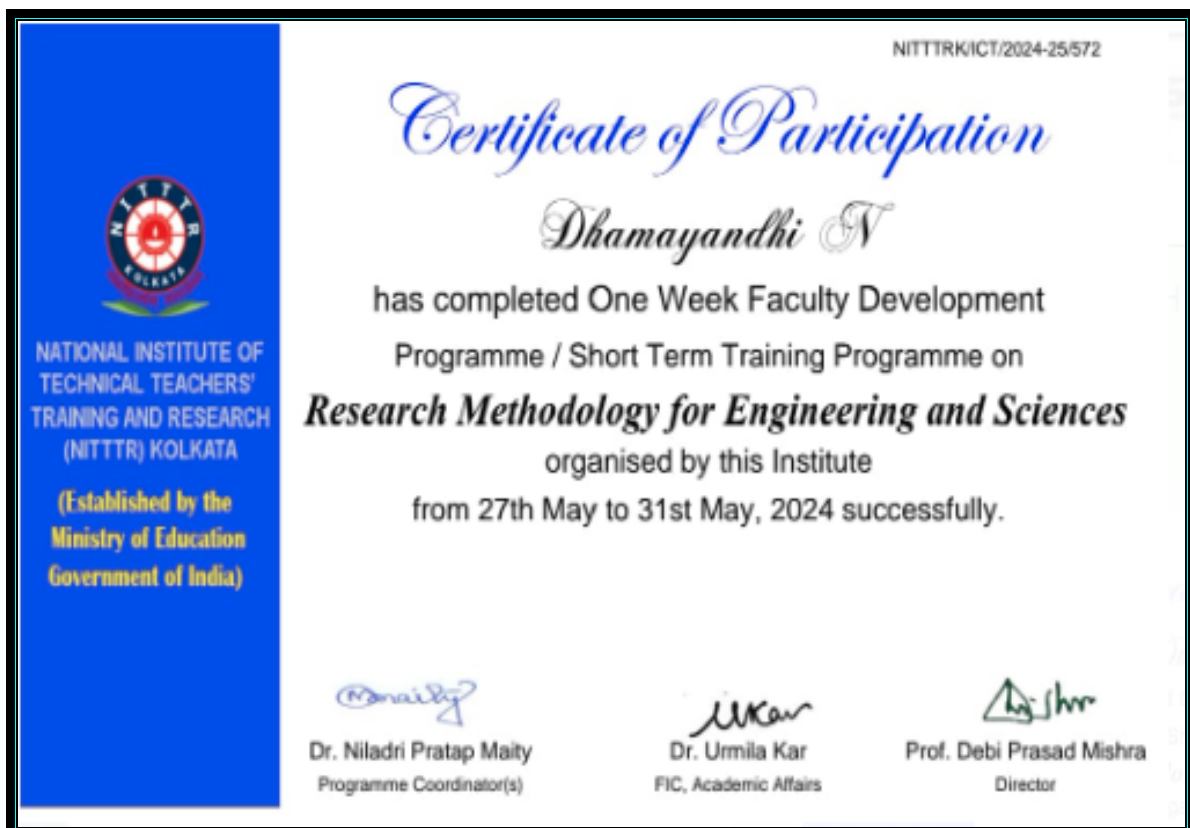 NITTTRK/ICT/2024-25/572
Certificate of Participation
Dhamayandhi N
has completed One Week Faculty Development
Programme / Short Term Training Programme on
Research Methodology for Engineering and Sciences
organised by this Institute
from 27th May to 31st May, 2024 successfully.
NITTTR
KOLKATA
NATIONAL INSTITUTE OF
TECHNICAL TEACHERS'
TRAINING AND RESEARCH
(NITTTR) KOLKATA
(Established by the
Ministry of Education
Government of India)
Dr. Niladri Pratap Maity
Programme Coordinator(s)
Dr. Urmila Kar
FIC, Academic Affairs
Prof. Debi Prasad Mishra
Director